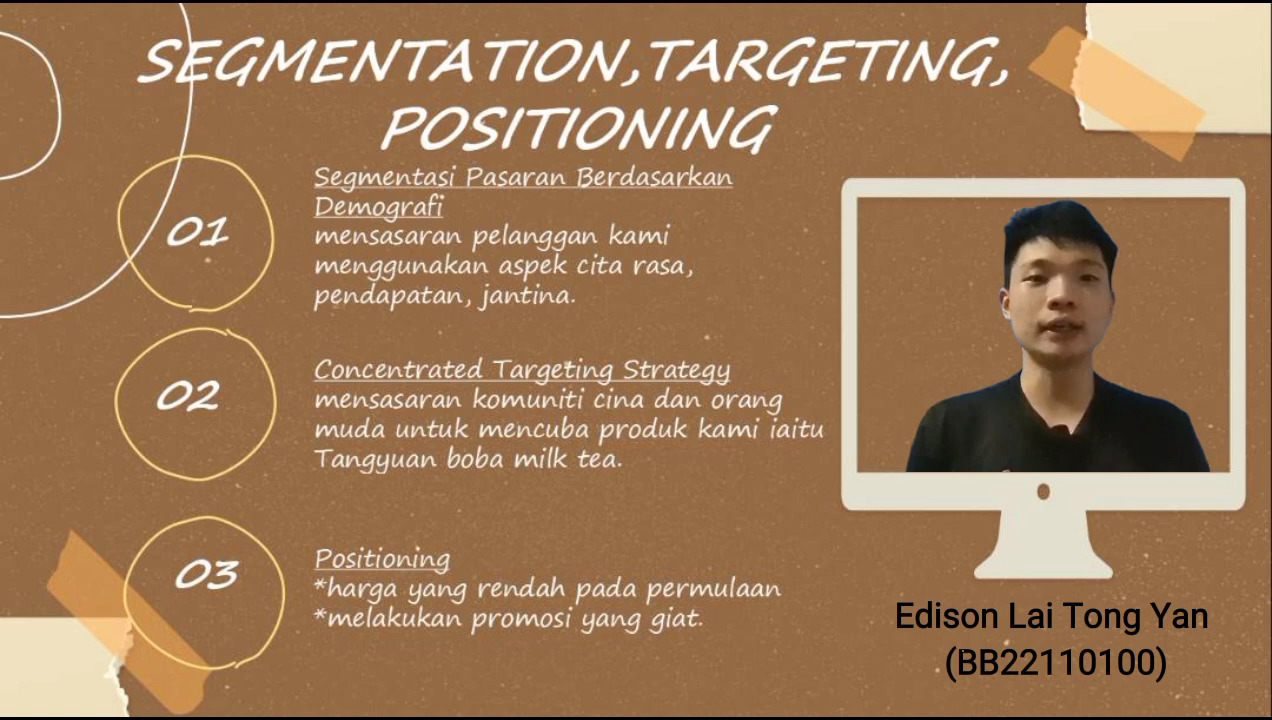 SEGMENTATION,TARGETING,
POSITIONING
01
Segmentasi Pasaran Berdasarkan
Demografi
mensasaran pelanggan kami
menggunakan aspek cita rasa,
pendapatan, jantina.
02
Concentrated Targeting Strategy
mensasaran komuniti cina dan orang
muda untuk mencuba produk kami iaitu
Tangyuan boba milk tea.
03
Positioning
*harga yang rendah pada permulaan
*melakukan promosi yang giat.
Edison Lai Tong Yan
(BB22110100)